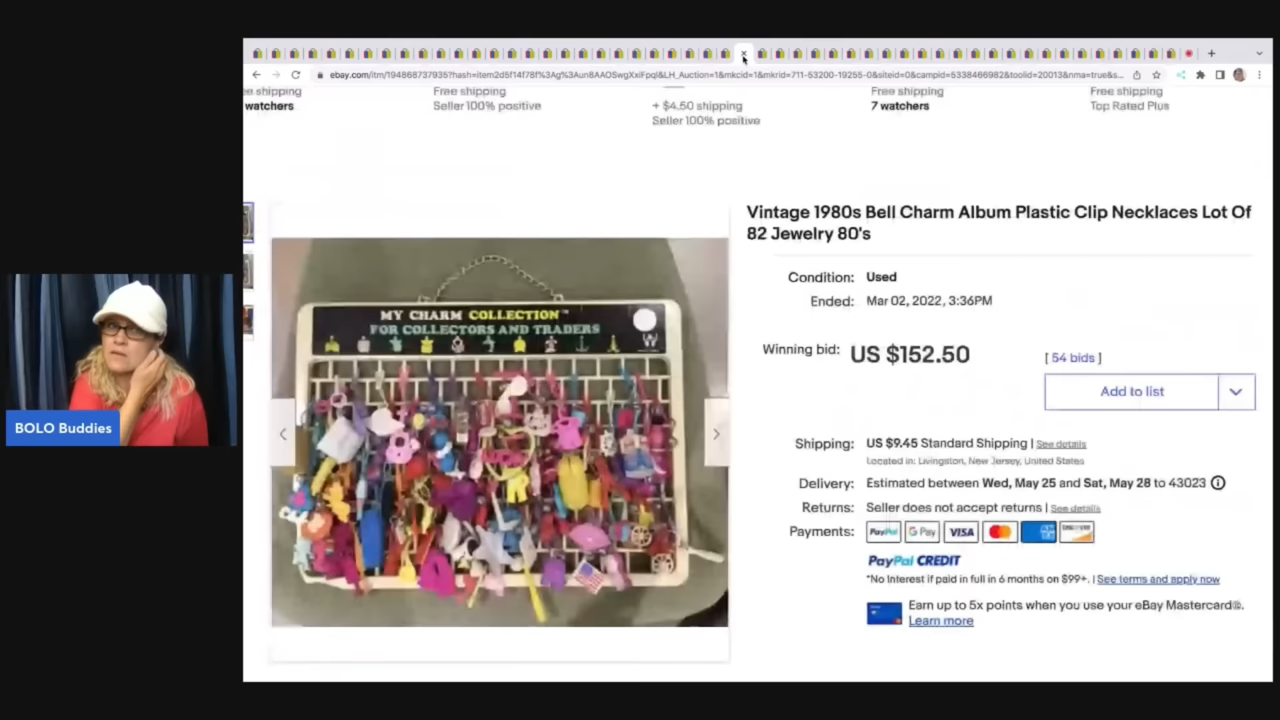 ebay.com/itm/194868737935?hash=item2d5f14f78f%3Ag%3Aun8AAOSwgXxiFpqI&LH_Auction=1&mkcid=1&mkrid=711-53200-19255-0&siteid=0&campid=5338466982&toolid=20013&nma=true&s...
shipping
Free shipping
Free shipping
Free shipping
watchers
Seller 100% positive
+ $4.50 shipping
7 watchers
Top Rated Plus
Seller 100% positive
Vintage 1980s Bell Charm Album Plastic Clip Necklaces Lot Of
82 Jewelry 80's
Condition: Used
Ended: Mar 02, 2022, 3:36PM
Winning bid: US $152.50 [ 54 bids ]
Add to list
Shipping: US $9.45 Standard Shipping | See details
Located in: Livingston, New Jersey, United States
Delivery: Estimated between Wed, May 25 and Sat, May 28 to 43023
Returns: Seller does not accept returns | See details
Payments: PayPal G Pay VISA
PayPal CREDIT
*No Interest if paid in full in 6 months on $99+. | See terms and apply now
Earn up to 5x points when you use your eBay Mastercard®.
Learn more
MY CHARM COLLECTION™
FOR COLLECTORS AND TRADERS
BOLO Buddies